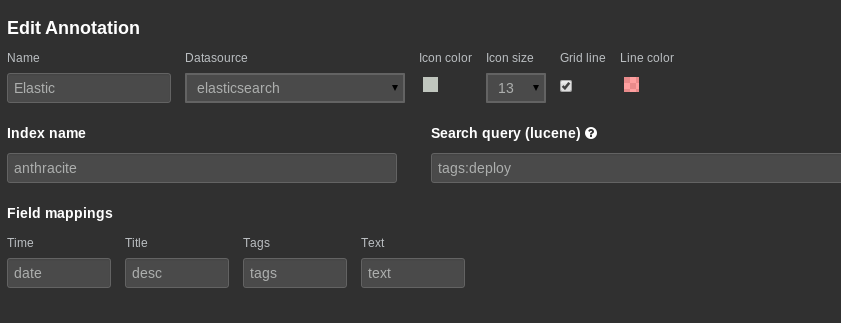 Edit Annotation
Name Datasource Icon color Icon size Grid line Line color
Elastic elasticsearch 13
Index name Search query (lucene)
anthracite tags:deploy
Field mappings
Time Title Tags Text
date desc tags text